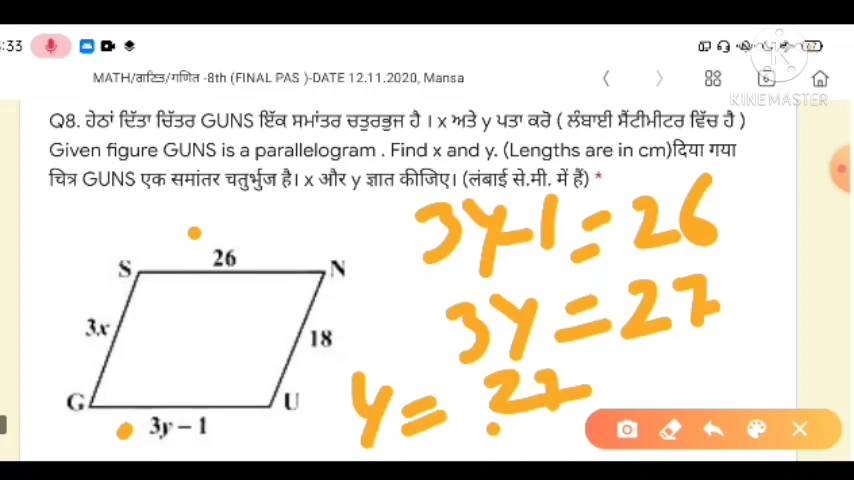 :33
67
KINEMASTER
MATH/ਗਣਿਤ/गणित -8th (FINAL PAS )-DATE 12.11.2020, Mansa
Q8. ਹੇਠਾਂ ਦਿੱਤਾ ਚਿੱਤਰ GUNS ਇੱਕ ਸਮਾਂਤਰ ਚਤੁਰਭੁਜ ਹੈ । x ਅਤੇ y ਪਤਾ ਕਰੋ ( ਲੰਬਾਈ ਸੈਂਟੀਮੀਟਰ ਵਿੱਚ ਹੈ )
Given figure GUNS is a parallelogram . Find x and y. (Lengths are in cm)दिया गया
चित्र GUNS एक समांतर चतुर्भुज है। x और y ज्ञात कीजिए। (लंबाई से.मी. में हैं) *
3y-1=26
S 26 N
3x 18
3y=27
G U
3y – 1
y= 27